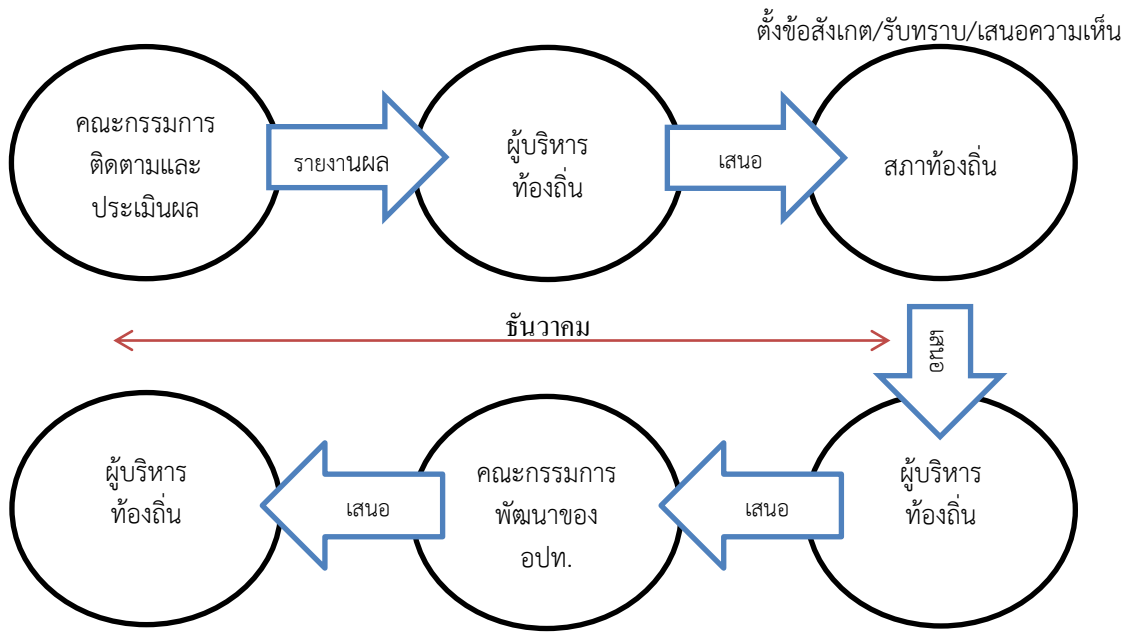 ตั้งข้อสังเกต/รับทราบ/เสนอความเห็น
คณะกรรมการ
ติดตามและ
ประเมินผล
รายงานผล
ผู้บริหาร
ท้องถิ่น
เสนอ
สภาท้องถิ่น
ธันวาคม
เสนอ
ผู้บริหาร
ท้องถิ่น
เสนอ
คณะกรรมการ
พัฒนาของ
อปท.
เสนอ
ผู้บริหาร
ท้องถิ่น